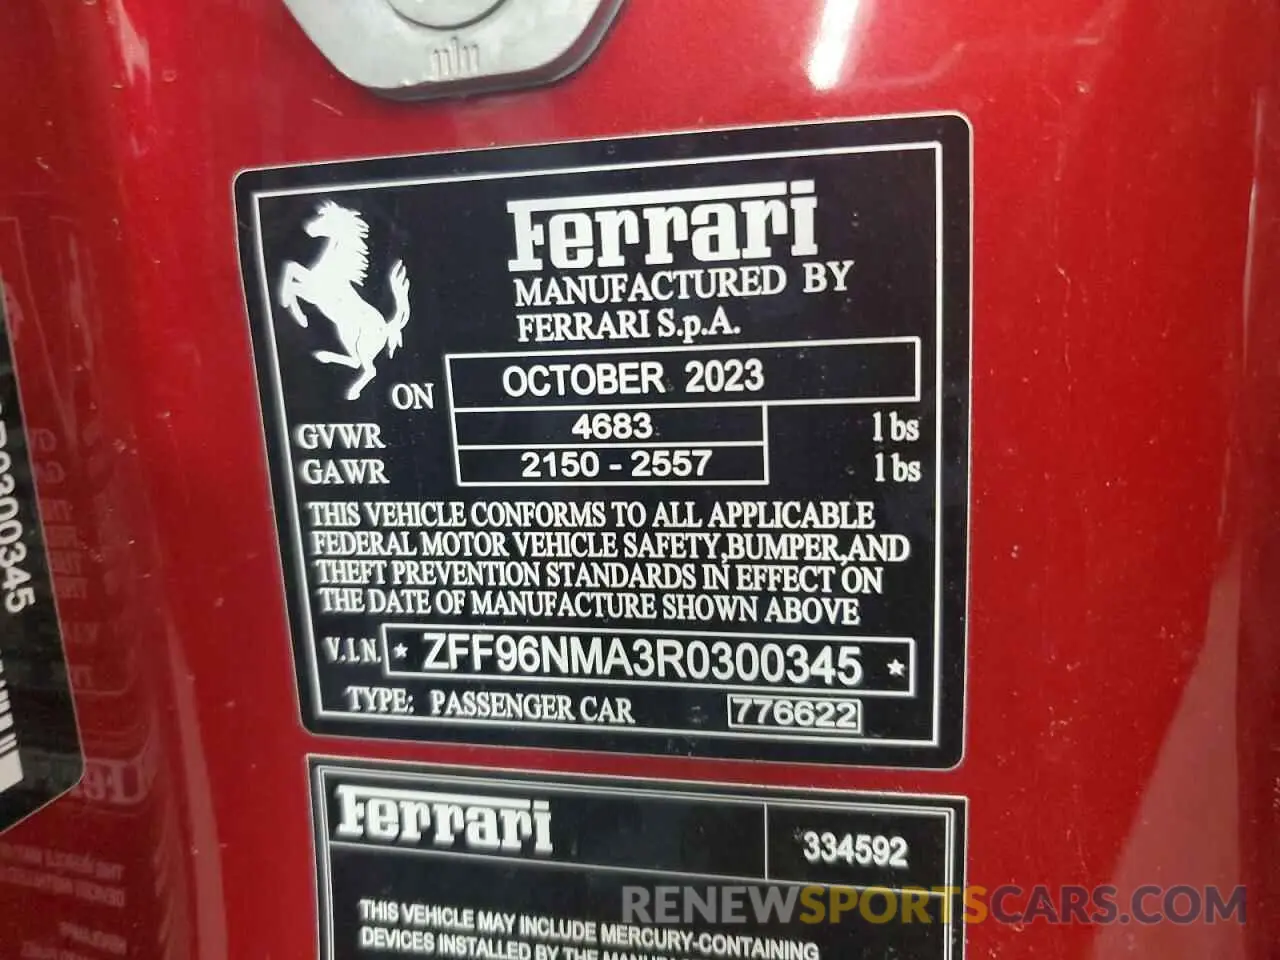 Ferrari
MANUFACTURED BY
FERRARI S.p.A.
ON OCTOBER 2023
GVWR 4683 lbs
GAWR 2150 - 2557 lbs
THIS VEHICLE CONFORMS TO ALL APPLICABLE
FEDERAL MOTOR VEHICLE SAFETY,BUMPER,AND
THEFT PREVENTION STANDARDS IN EFFECT ON
THE DATE OF MANUFACTURE SHOWN ABOVE
V.I.N. * ZFF96NMA3R0300345 *
TYPE: PASSENGER CAR 776622
Ferrari 334592
THIS VEHICLE MAY INCLUDE MERCURY-CONTAINING
DEVICES INSTALLED BY THE
RENEWSPORTSCARS.COM
0300345